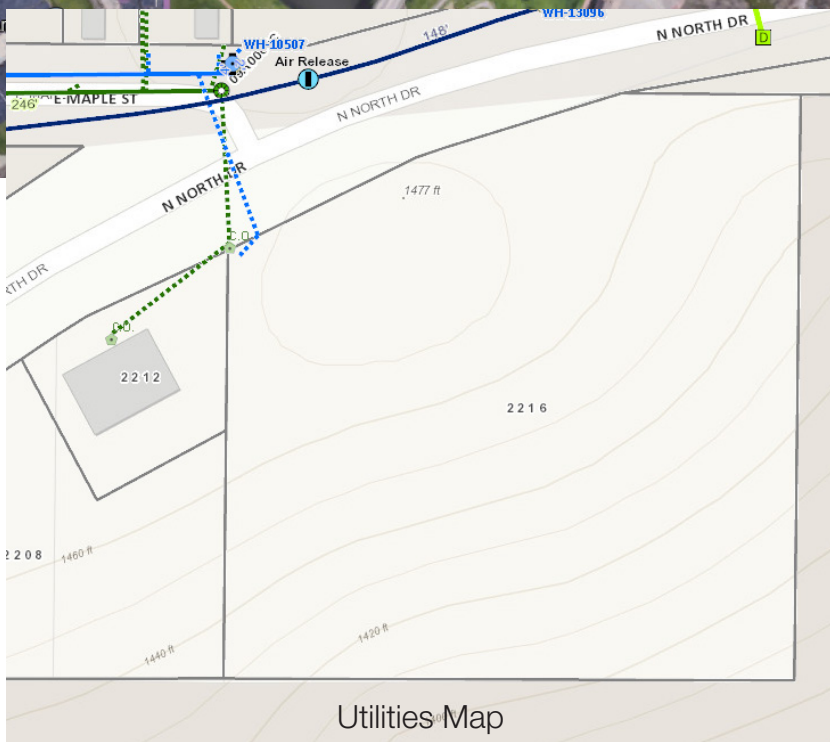 WH-13096
N NORTH DR
D
148'
WH-10507
Air Release
E MAPLE ST
246'
N NORTH DR
N NORTH DR
1477 ft
C.O.
C.O.
2212
2216
2208
1460 ft
1440 ft
1420 ft
Utilities Map